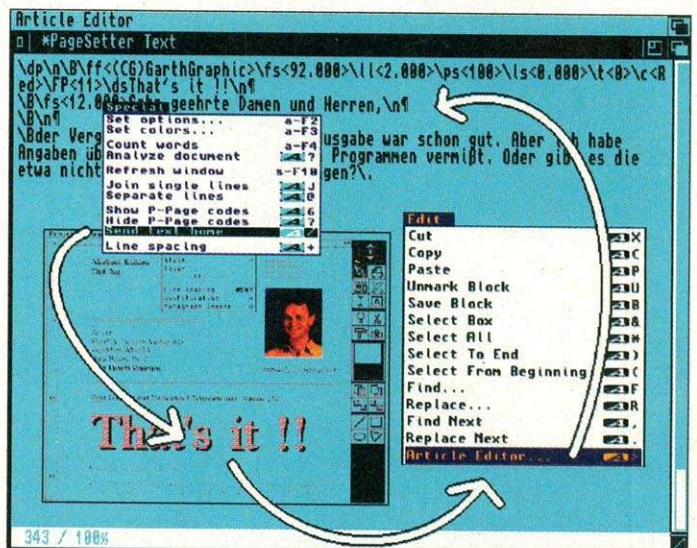 Article Editor
*PageSetter Text
\dp\n\B\ff<(CG)GarthGraphic>\fs<92.000>\ll<2.000>\ps<100>\ls<0.000>\t<0>\c<R
ed>\FP<11>\dsThat's it !!\n¶
\B\fs<12.0 geehrte Damen und Herren,\n¶
\B\n¶
\Bder Verg usgabe war schon gut. Aber ich habe
Angaben üb Programmen vermißt. Oder gibt es die
etwa nicht gen?\.
Special
Set options... a-F2
Set colors... a-F3
Count words a-F4
Analyze document ?
Refresh window s-F10
Join single lines J
Separate lines @
Show P-Page codes 6
Hide P-Page codes 7
Send text home /
Line spacing +
That's it !!
Edit
Cut X
Copy C
Paste P
Unmark Block U
Save Block B
Select Box &
Select All *
Select To End )
Select From Beginning (
Find... F
Replace... R
Find Next ,
Replace Next .
Article Editor... >
343 / 100%